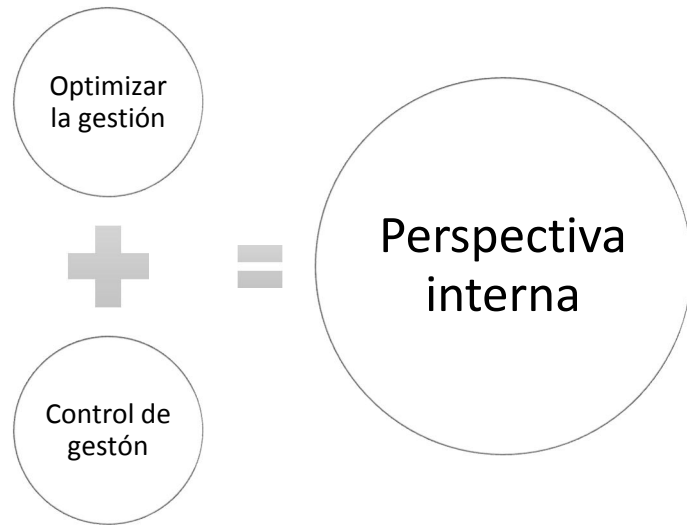 Optimizar
la gestión
Perspectiva
interna
Control de
gestón